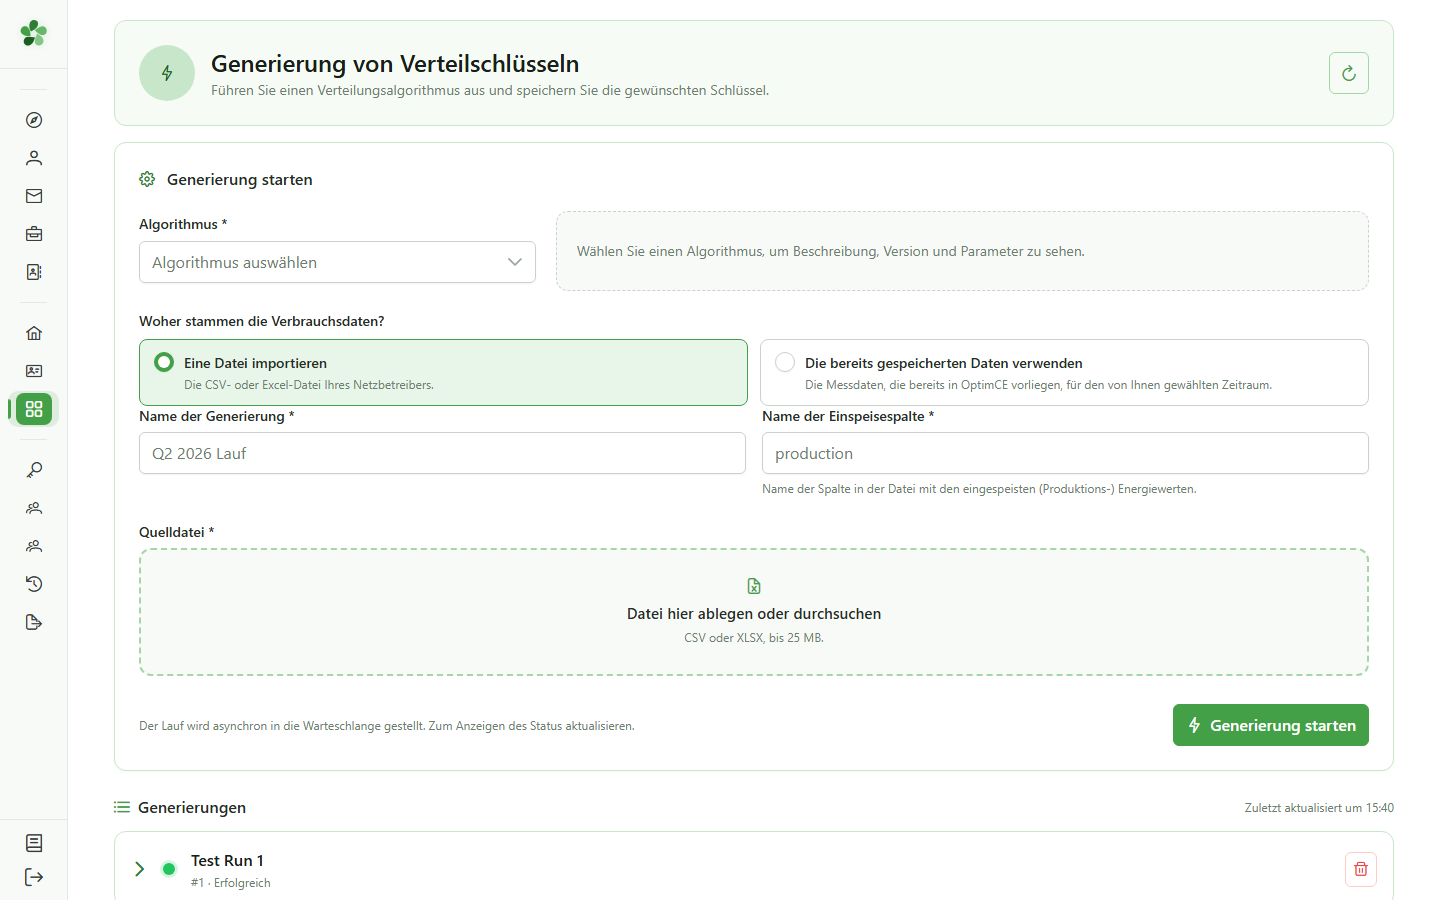 Generierung von Verteilschlüsseln
Führen Sie einen Verteilungsalgorithmus aus und speichern Sie die gewünschten Schlüssel.
Generierung starten
Algorithmus *
Algorithmus auswählen
Wählen Sie einen Algorithmus, um Beschreibung, Version und Parameter zu sehen.
Woher stammen die Verbrauchsdaten?
Eine Datei importieren
Die CSV- oder Excel-Datei Ihres Netzbetreibers.
Die bereits gespeicherten Daten verwenden
Die Messdaten, die bereits in OptimCE vorliegen, für den von Ihnen gewählten Zeitraum.
Name der Generierung *
Q2 2026 Lauf
Name der Einspeisespalte *
production
Name der Spalte in der Datei mit den eingespeisten (Produktions-) Energiewerten.
Quelldatei *
Datei hier ablegen oder durchsuchen
CSV oder XLSX, bis 25 MB.
Der Lauf wird asynchron in die Warteschlange gestellt. Zum Anzeigen des Status aktualisieren.
Generierung starten
Generierungen
Zuletzt aktualisiert um 15:40
Test Run 1
#1 · Erfolgreich